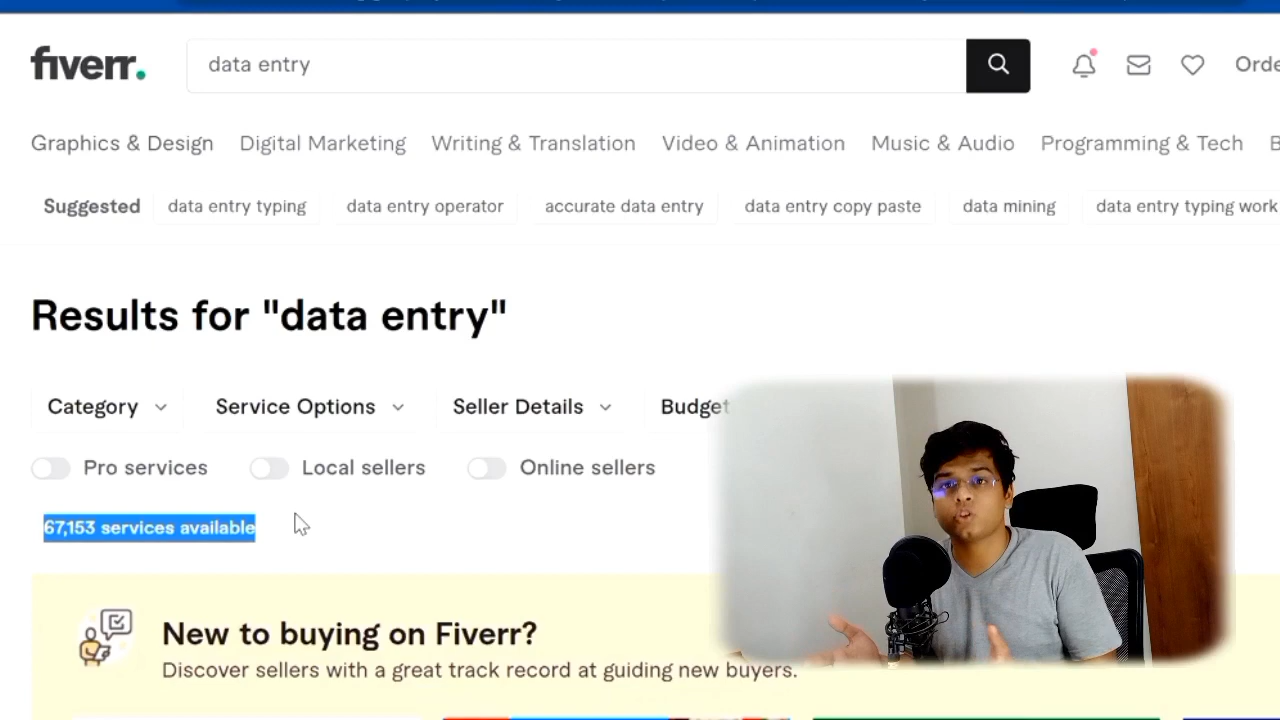 fiverr.
data entry
Orde
Graphics & Design Digital Marketing Writing & Translation Video & Animation Music & Audio Programming & Tech B
Suggested data entry typing data entry operator accurate data entry data entry copy paste data mining data entry typing work
Results for "data entry"
Category Service Options Seller Details Budget
Pro services Local sellers Online sellers
67,153 services available
New to buying on Fiverr?
Discover sellers with a great track record at guiding new buyers.